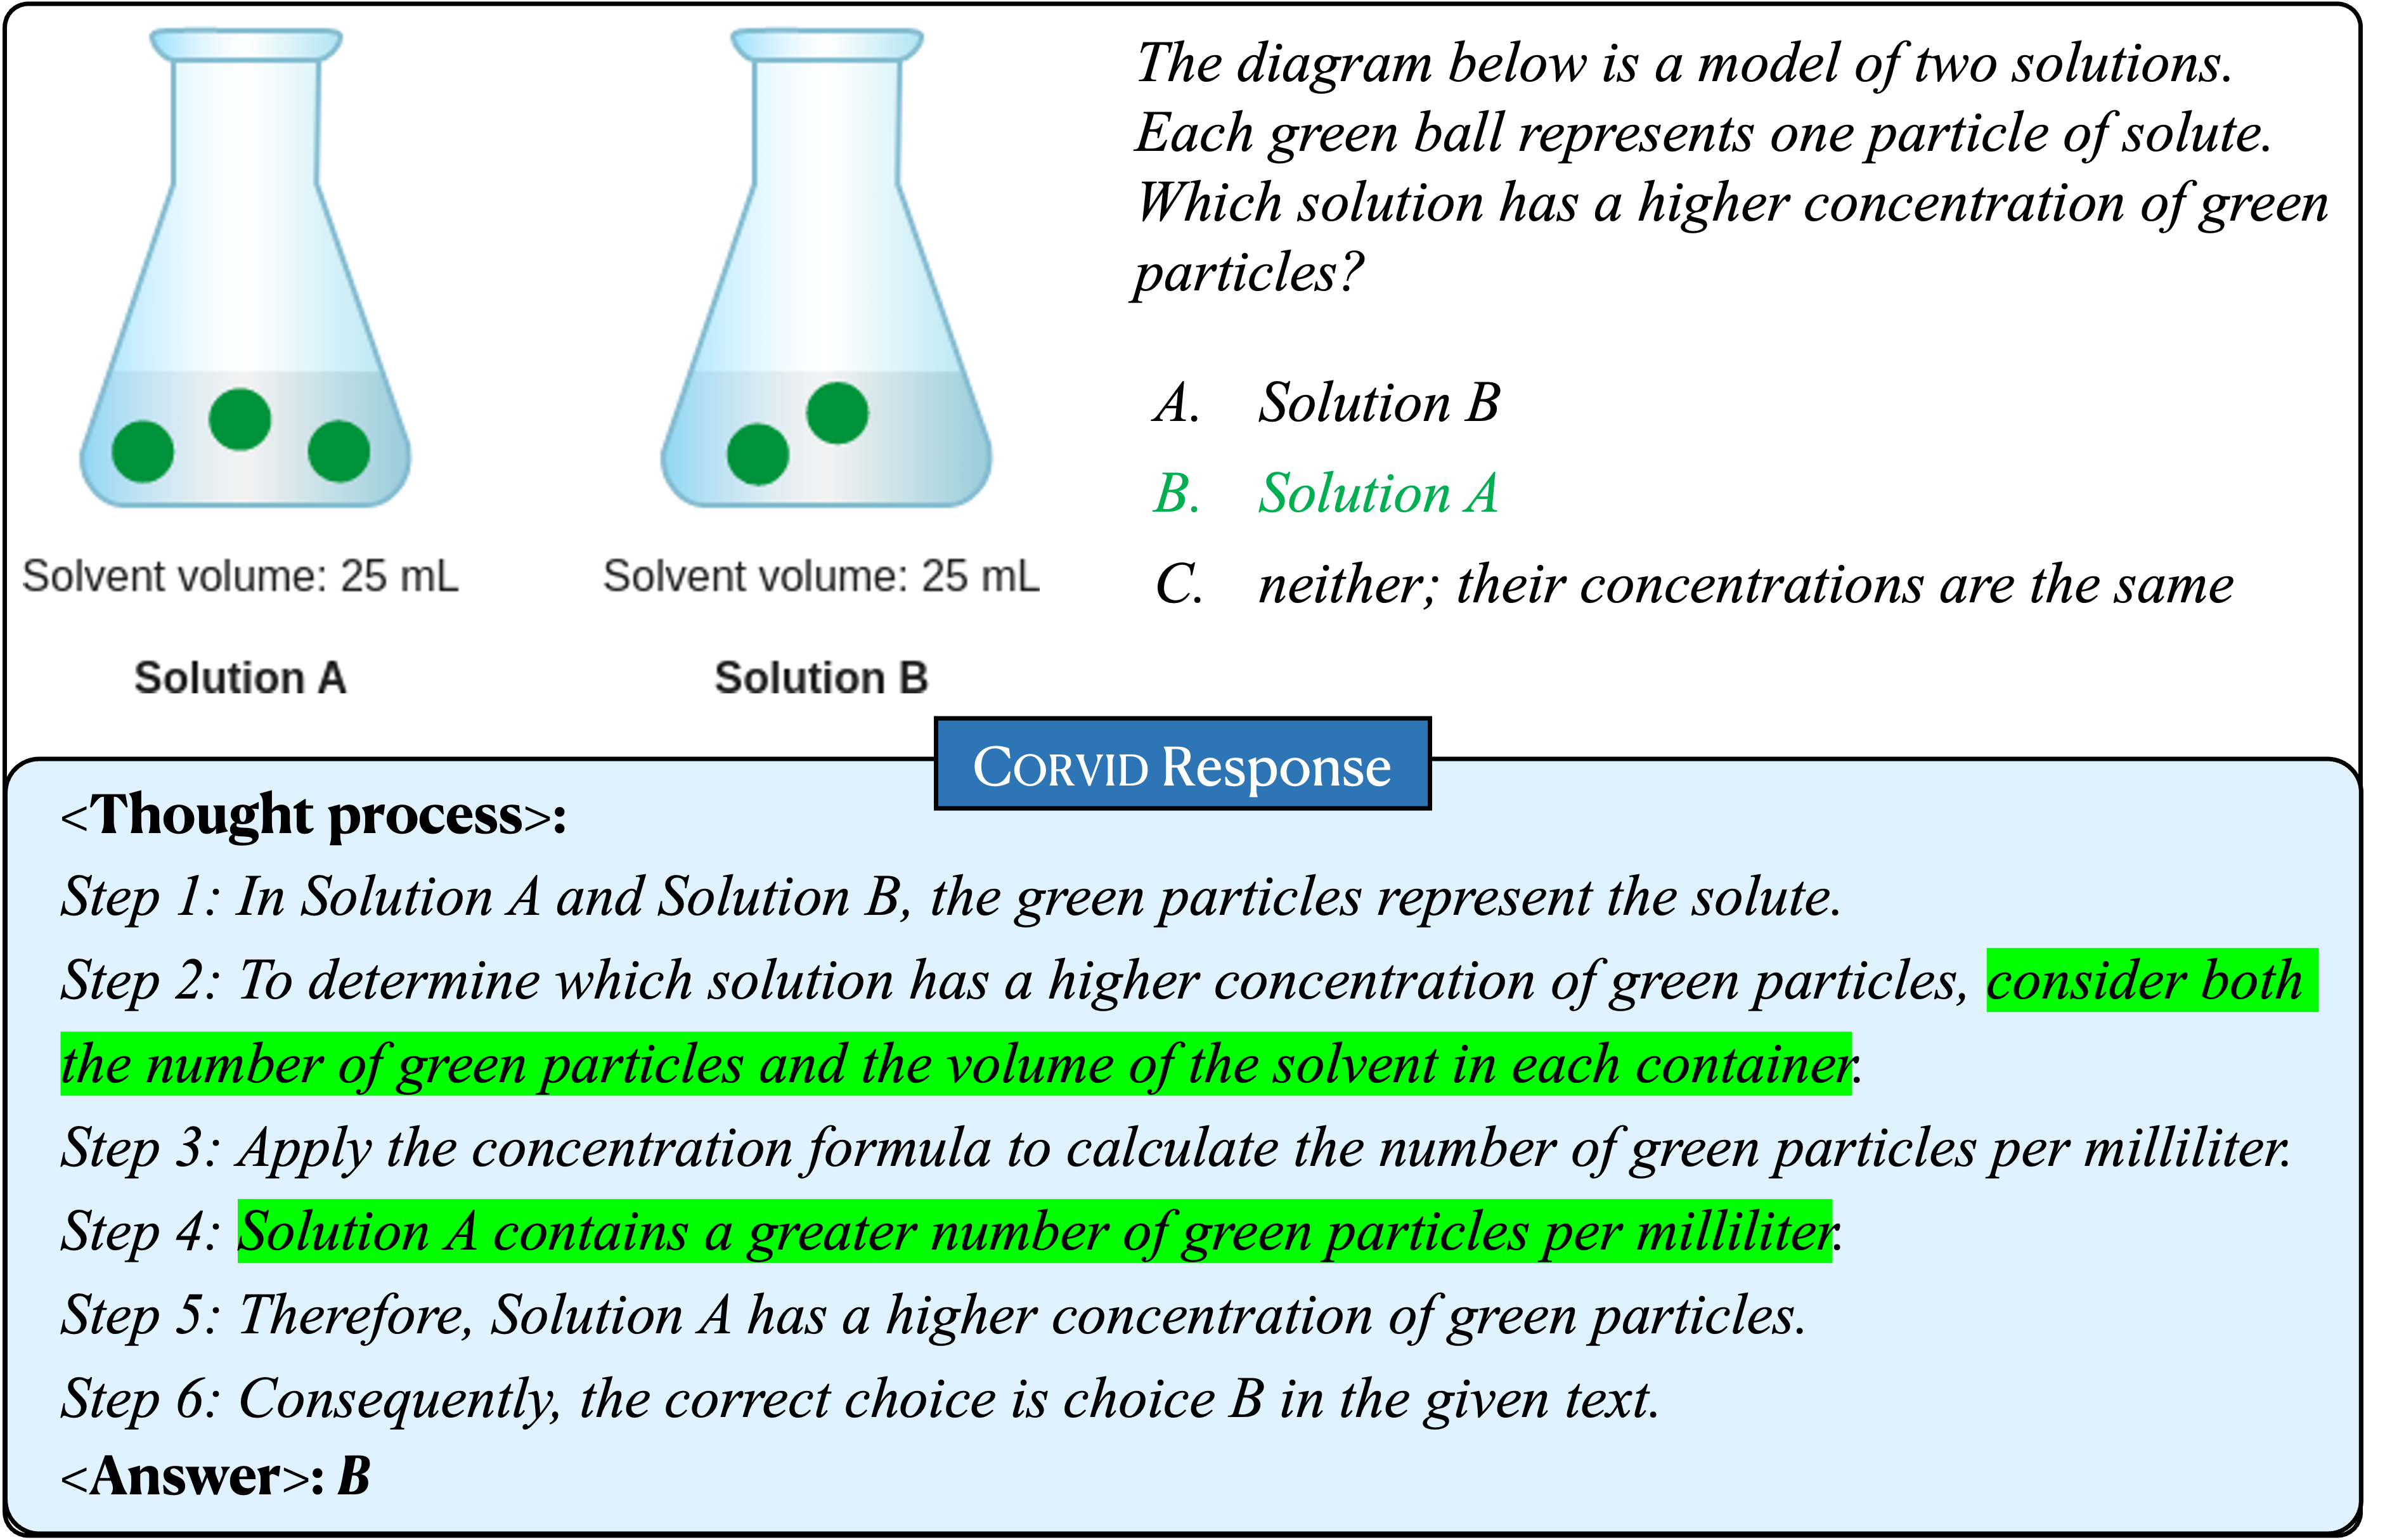 The diagram below is a model of two solutions.
Each green ball represents one particle of solute.
Which solution has a higher concentration of green
particles?
A. Solution B
B. Solution A
C. neither; their concentrations are the same
Solvent volume: 25 mL
Solvent volume: 25 mL
Solution A
Solution B
CORVID Response
<Thought process>:
Step 1: In Solution A and Solution B, the green particles represent the solute.
Step 2: To determine which solution has a higher concentration of green particles, consider both
the number of green particles and the volume of the solvent in each container.
Step 3: Apply the concentration formula to calculate the number of green particles per milliliter.
Step 4: Solution A contains a greater number of green particles per milliliter.
Step 5: Therefore, Solution A has a higher concentration of green particles.
Step 6: Consequently, the correct choice is choice B in the given text.
<Answer>: B